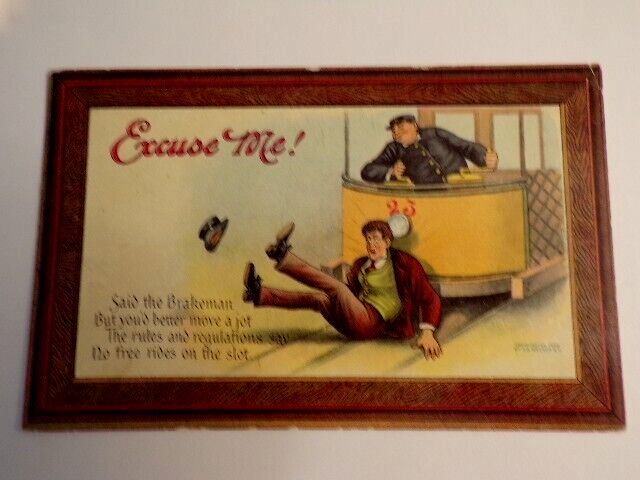 Excuse Me!
23
Said the Brakeman
But you'd better move a jot
The rules and regulations say
No free rides on the slot.